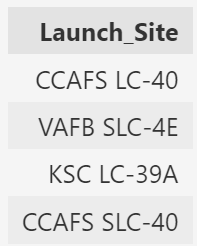 Launch_Site
CCAFS LC-40
VAFB SLC-4E
KSC LC-39A
CCAFS SLC-40